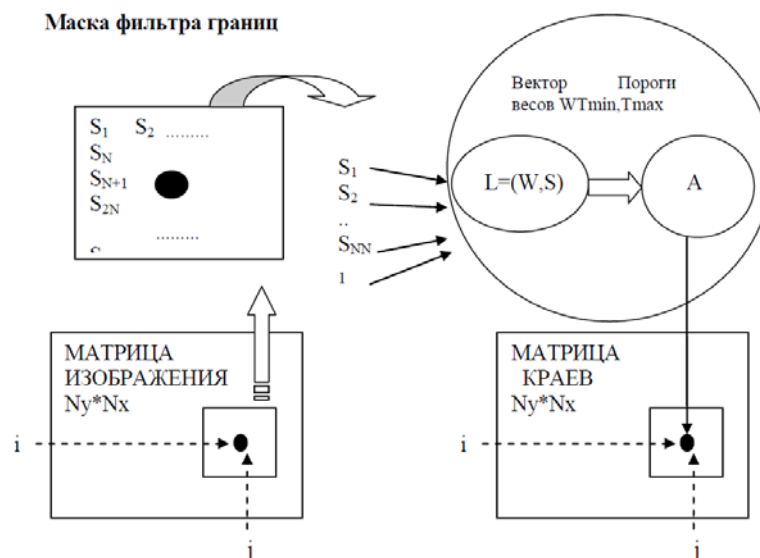 Маска фильтра границ
Вектор Пороги
весов WTmin,Tmax
S1 S2 .........
SN
SN+1
S2N
.........
S1
S2
..
SNN
1
L=(W,S)
A
МАТРИЦА
ИЗОБРАЖЕНИЯ
Ny*Nx
i
j
МАТРИЦА
КРАЕВ
Ny*Nx
i
j